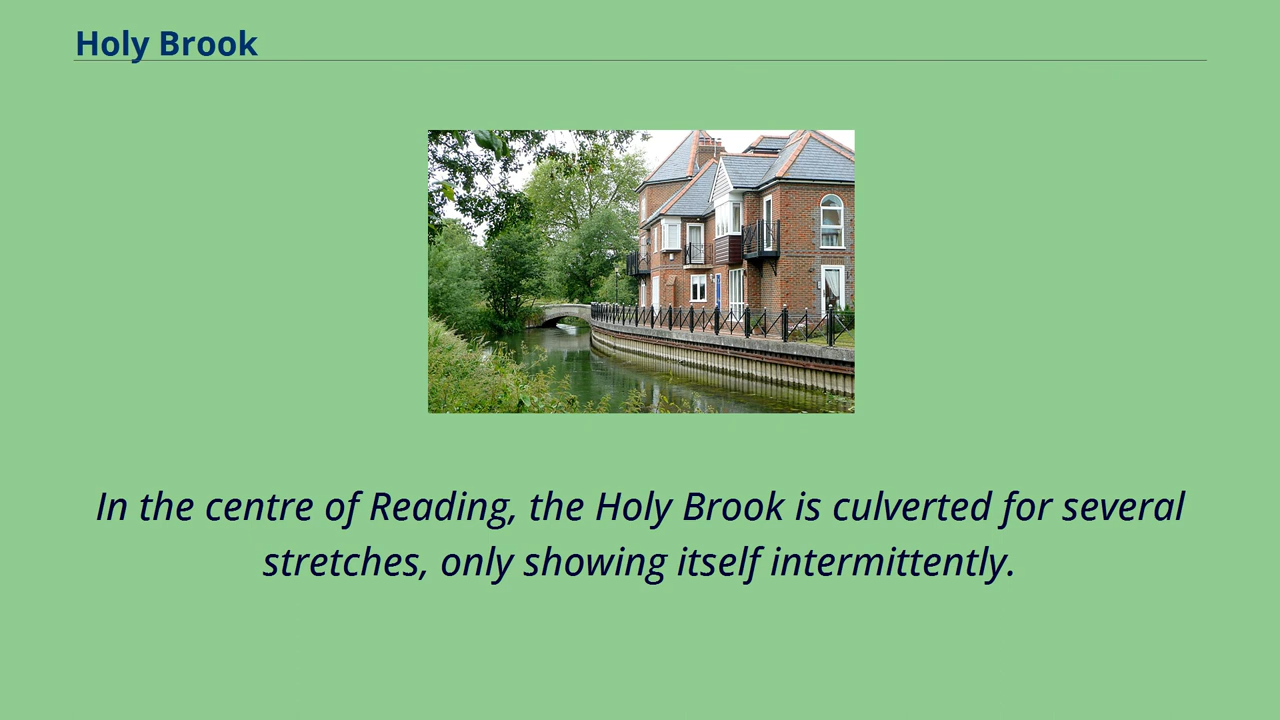 Holy Brook
In the centre of Reading, the Holy Brook is culverted for several
stretches, only showing itself intermittently.